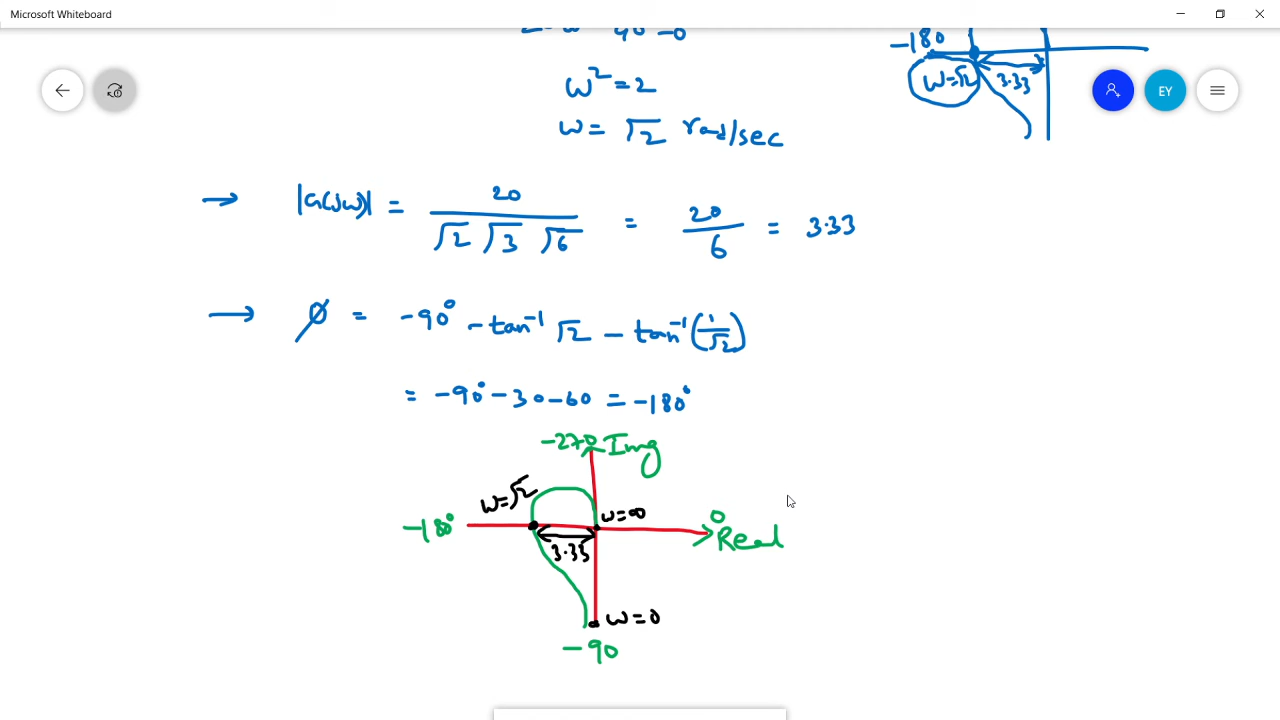 Microsoft Whiteboard
-180
ω=√2 3.33
EY
ω² = 2
ω = √2 rad/sec
→ |G(jω)| = 20 / √2 √3 √6 = 20 / 6 = 3.33
→ ϕ = -90° - tan⁻¹ √2 - tan⁻¹ (1/√2)
= -90° - 30 - 60 = -180°
-270 Img
ω=√2
ω=∞
-180°
0
Real
3.33
ω=0
-90